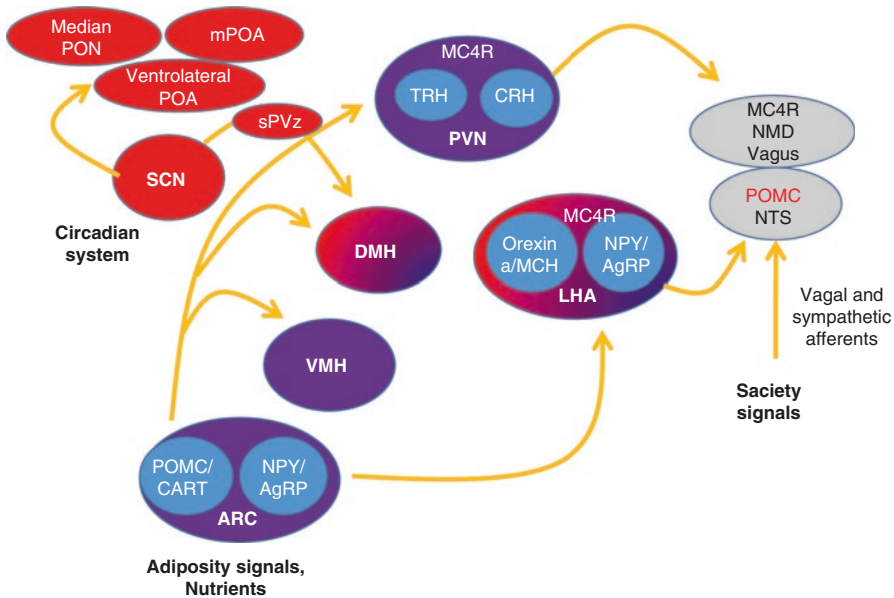 Median
PON
mPOA
Ventrolateral
POA
sPVz
SCN
Circadian
system
MC4R
TRH
CRH
PVN
MC4R
NMD
Vagus
POMC
NTS
DMH
MC4R
Orexin
a/MCH
NPY/
AgRP
LHA
Vagal and
sympathetic
afferents
VMH
Saciety
signals
POMC/
CART
NPY/
AgRP
ARC
Adiposity signals,
Nutrients